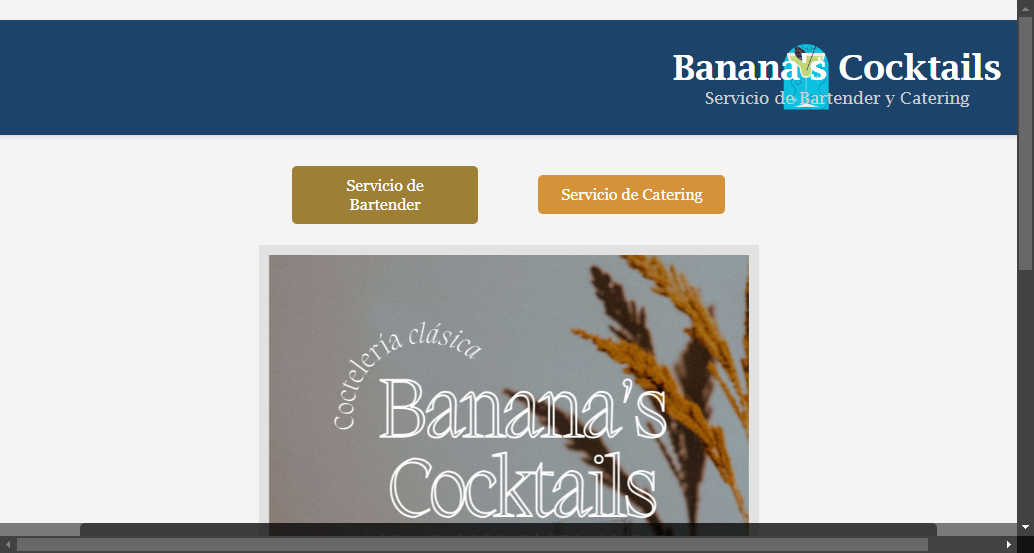 Banana's Cocktails
Servicio de Bartender y Catering
Servicio de
Bartender
Servicio de Catering
Coctelería clásica
Banana's
Cocktails